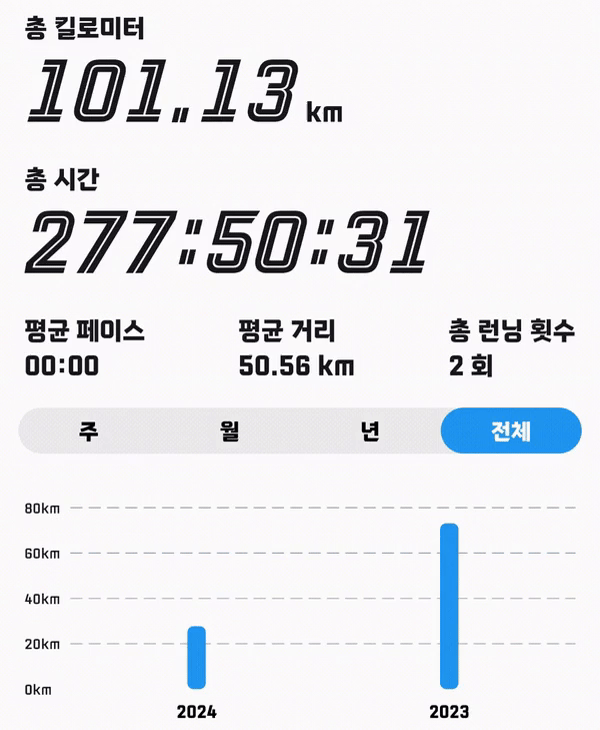 총 킬로미터
101.13 km
총 시간
277:50:31
평균 페이스 평균 거리 총 런닝 횟수
00:00 50.56 km 2 회
주 월 년 전체
80km
60km
40km
20km
0km
2024 2023